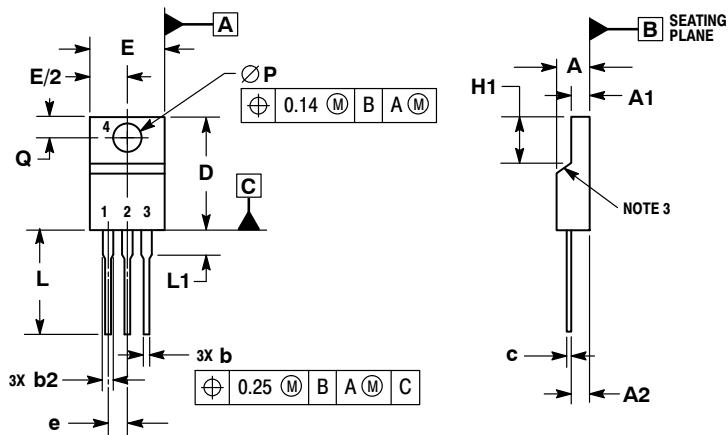 E
A
E/2
Ø P
⌖ 0.14 Ⓜ B A Ⓜ
4
Q
D
C
1 2 3
L
L1
3X b
3X b2
⌖ 0.25 Ⓜ B A Ⓜ C
e
B SEATING PLANE
A
H1
A1
NOTE 3
c
A2